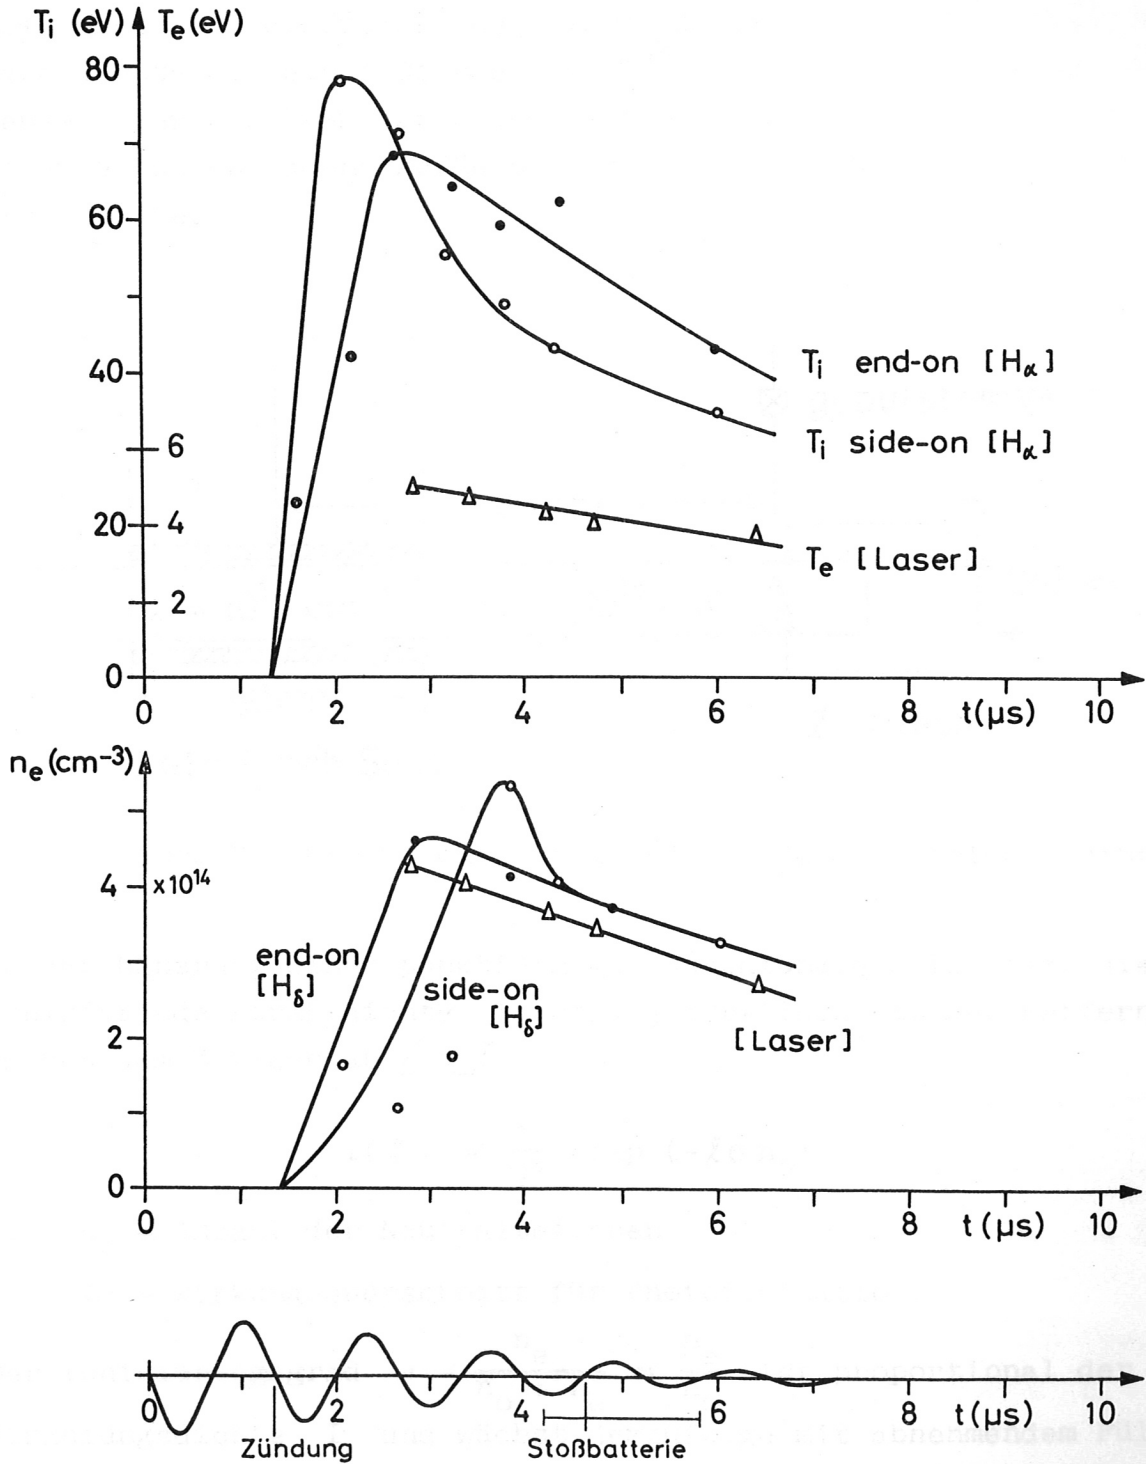 Tᵢ (eV) Tₑ(eV)
80
60
40
20
0
6
4
2
Tᵢ end-on [Hα]
Tᵢ side-on [Hα]
Tₑ [Laser]
0 2 4 6 8 t(μs) 10
nₑ(cm⁻³)
4 x10¹⁴
2
0
end-on
[Hδ]
side-on
[Hδ]
[Laser]
0 2 4 6 8 t(μs) 10
0 2 4 6 8 t(μs) 10
Zündung Stoßbatterie